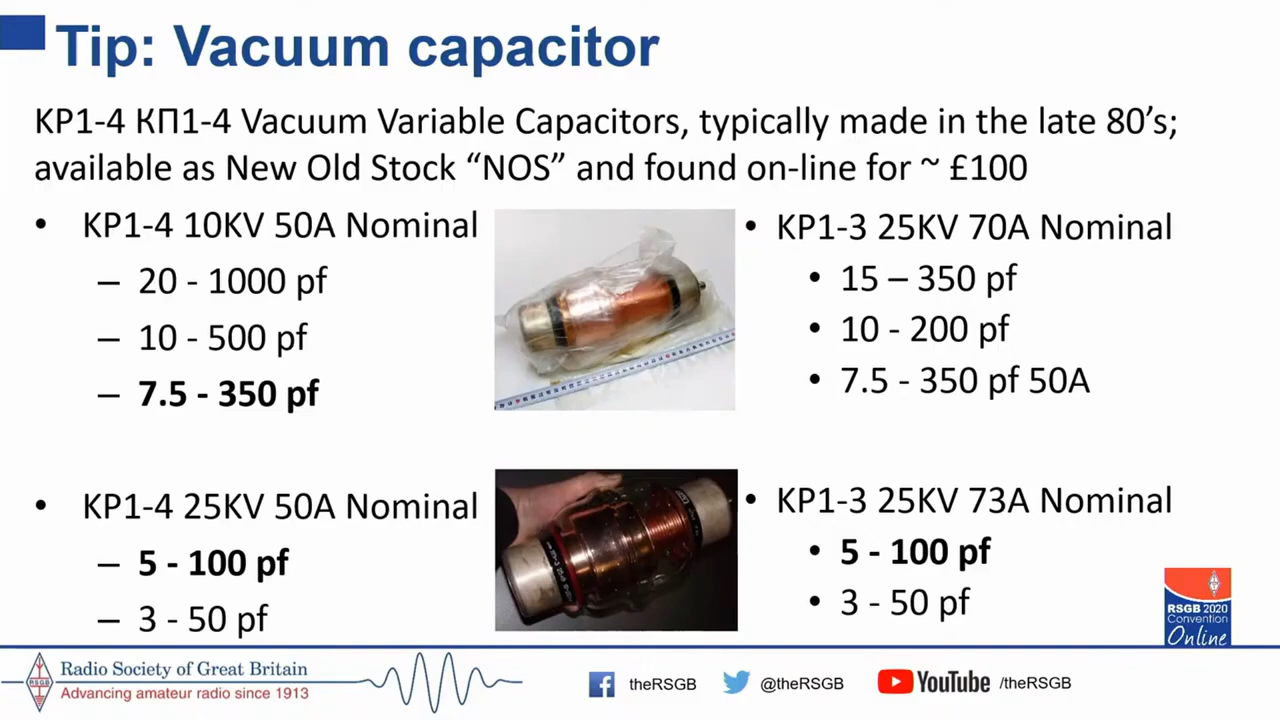 Tip: Vacuum capacitor
KP1-4 КП1-4 Vacuum Variable Capacitors, typically made in the late 80’s;
available as New Old Stock “NOS” and found on-line for ~ £100
• KP1-4 10KV 50A Nominal
– 20 - 1000 pf
– 10 - 500 pf
– 7.5 - 350 pf
• KP1-3 25KV 70A Nominal
• 15 – 350 pf
• 10 - 200 pf
• 7.5 - 350 pf 50A
• KP1-4 25KV 50A Nominal
– 5 - 100 pf
– 3 - 50 pf
• KP1-3 25KV 73A Nominal
• 5 - 100 pf
• 3 - 50 pf
RSGB 2020
Convention
Online
RSGB
Radio Society of Great Britain
Advancing amateur radio since 1913
theRSGB
@theRSGB
YouTube /theRSGB